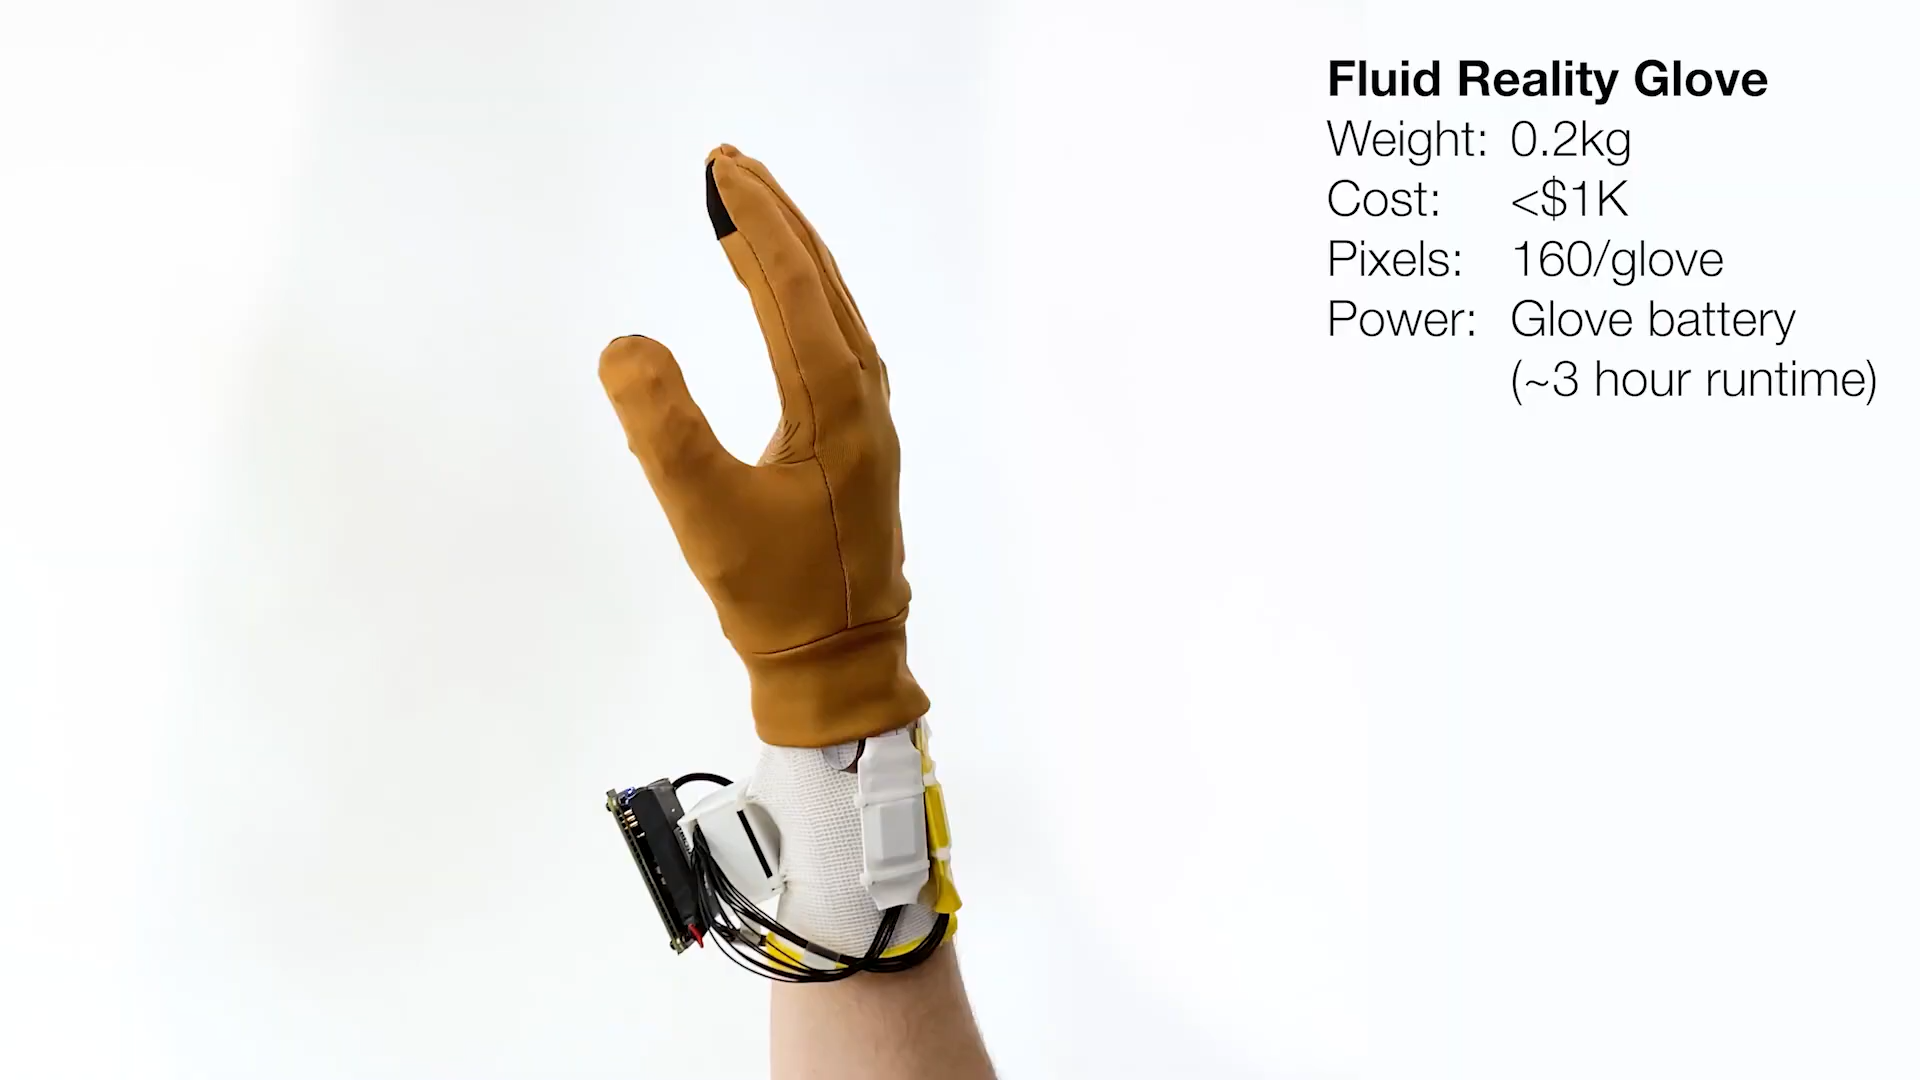 Fluid Reality Glove
Weight: 0.2kg
Cost: <$1K
Pixels: 160/glove
Power: Glove battery
(~3 hour runtime)